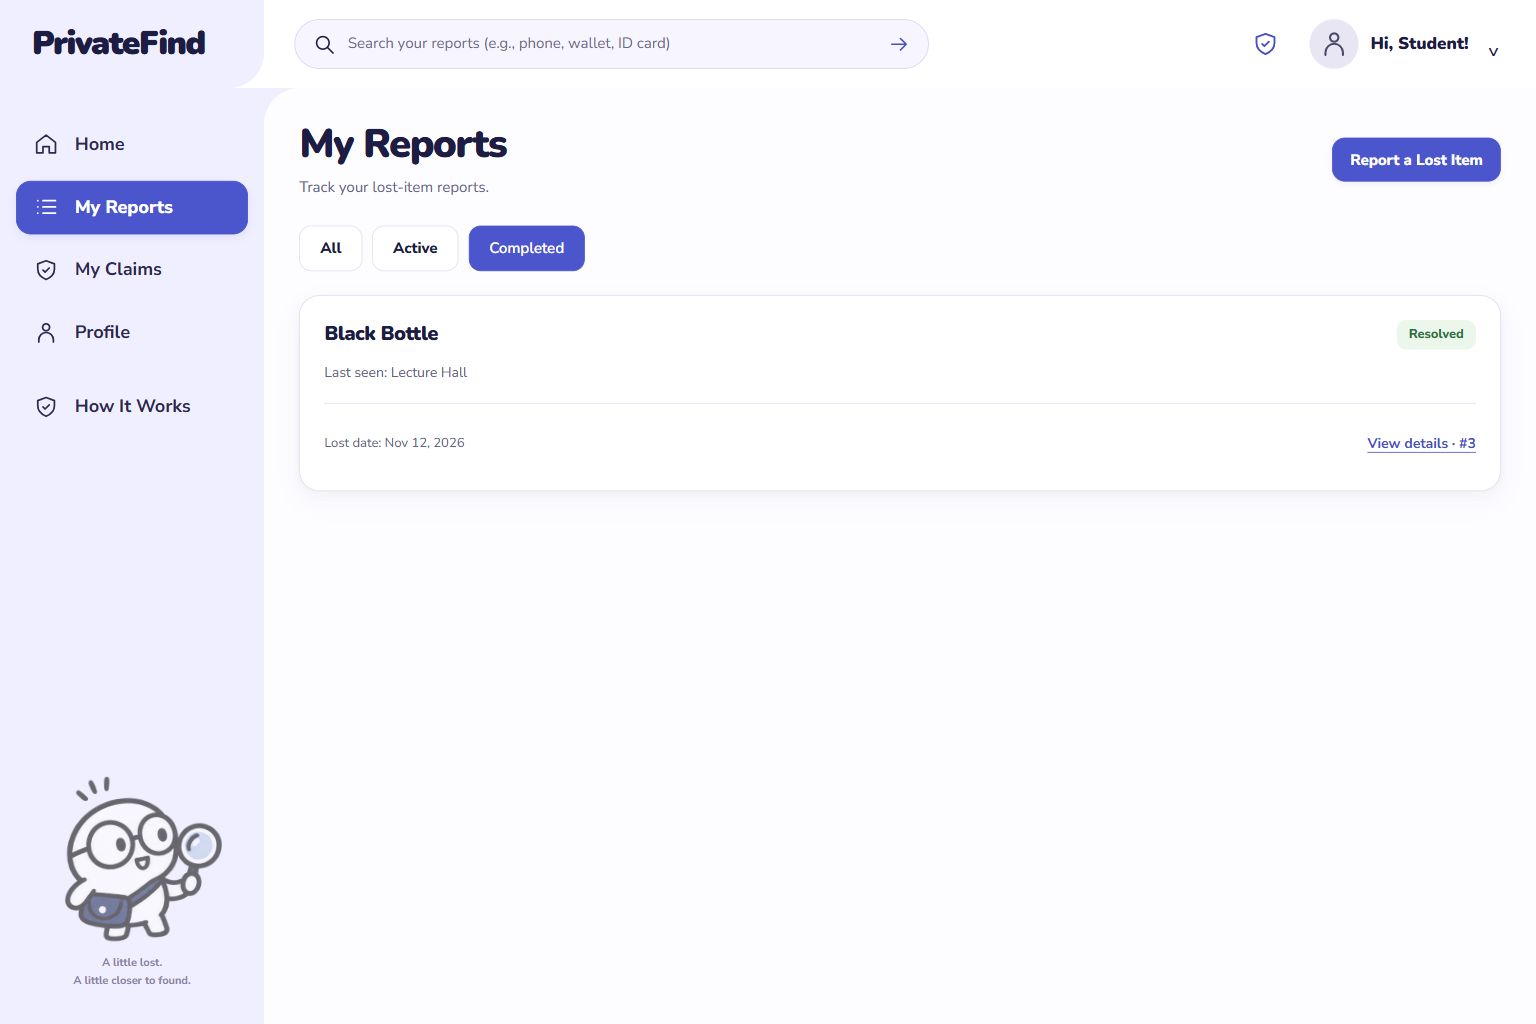 PrivateFind
Search your reports (e.g., phone, wallet, ID card)
Hi, Student!
Home
My Reports
My Claims
Profile
How It Works
A little lost.
A little closer to found.
My Reports
Track your lost-item reports.
Report a Lost Item
All
Active
Completed
Black Bottle
Resolved
Last seen: Lecture Hall
Lost date: Nov 12, 2026
View details · #3